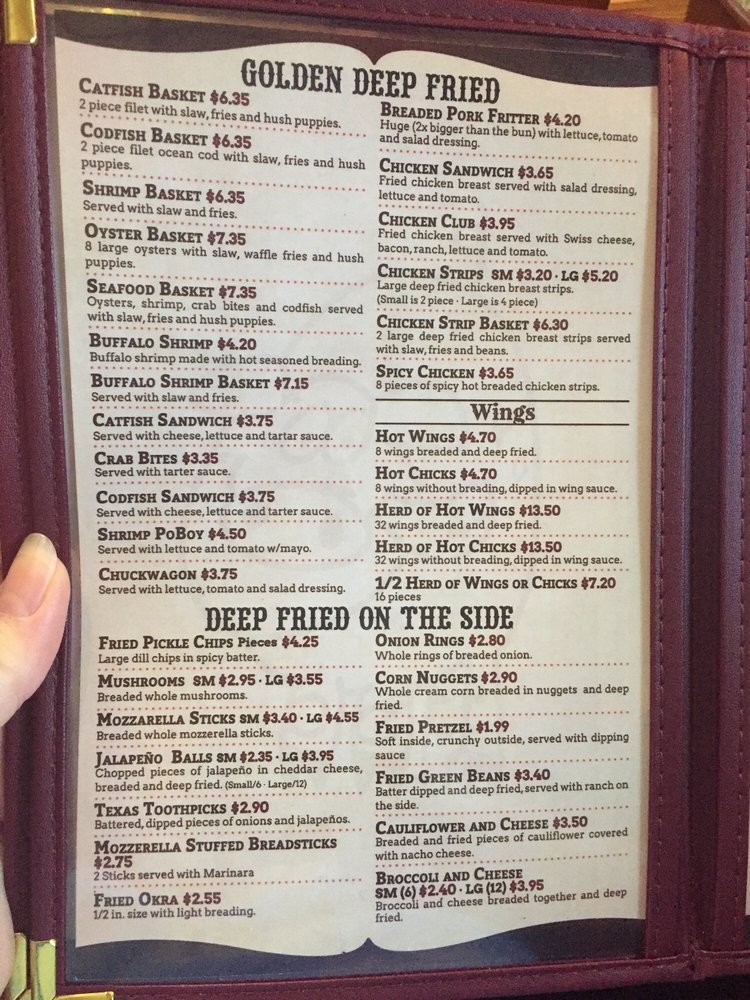 GOLDEN DEEP FRIED
CATFISH BASKET $6.35
2 piece filet with slaw, fries and hush puppies.
CODFISH BASKET $6.35
2 piece filet ocean cod with slaw, fries and hush
puppies.
SHRIMP BASKET $6.35
Served with slaw and fries.
OYSTER BASKET $7.35
8 large oysters with slaw, waffle fries and hush
puppies.
SEAFOOD BASKET $7.35
Oysters, shrimp, crab bites and codfish served
with slaw, fries and hush puppies.
BUFFALO SHRIMP $4.20
Buffalo shrimp made with hot seasoned breading.
BUFFALO SHRIMP BASKET $7.15
Served with slaw and fries.
CATFISH SANDWICH $3.75
Served with cheese, lettuce and tartar sauce.
CRAB BITES $3.35
Served with tarter sauce.
CODFISH SANDWICH $3.75
Served with cheese, lettuce and tarter sauce.
SHRIMP POBOY $4.50
Served with lettuce and tomato w/mayo.
CHUCKWAGON $3.75
Served with lettuce, tomato and salad dressing.
BREADED PORK FRITTER $4.20
Huge (2x bigger than the bun) with lettuce, tomato
and salad dressing.
CHICKEN SANDWICH $3.65
Fried chicken breast served with salad dressing,
lettuce and tomato.
CHICKEN CLUB $3.95
Fried chicken breast served with Swiss cheese,
bacon, ranch, lettuce and tomato.
CHICKEN STRIPS SM $3.20 · LG $5.20
Large deep fried chicken breast strips.
(Small is 2 piece · Large is 4 piece)
CHICKEN STRIP BASKET $6.30
2 large deep fried chicken breast strips served
with slaw, fries and beans.
SPICY CHICKEN $3.65
8 pieces of spicy hot breaded chicken strips.
Wings
HOT WINGS $4.70
8 wings breaded and deep fried.
HOT CHICKS $4.70
8 wings without breading, dipped in wing sauce.
HERD OF HOT WINGS $13.50
32 wings breaded and deep fried.
HERD OF HOT CHICKS $13.50
32 wings without breading, dipped in wing sauce.
1/2 HERD OF WINGS OR CHICKS $7.20
16 pieces
DEEP FRIED ON THE SIDE
FRIED PICKLE CHIPS Pieces $4.25
Large dill chips in spicy batter.
MUSHROOMS SM $2.95 · LG $3.55
Breaded whole mushrooms.
MOZZARELLA STICKS SM $3.40 · LG $4.55
Breaded whole mozzerella sticks.
JALAPEÑO BALLS SM $2.35 · LG $3.95
Chopped pieces of jalapeño in cheddar cheese,
breaded and deep fried. (Small/6 · Large/12)
TEXAS TOOTHPICKS $2.90
Battered, dipped pieces of onions and jalapeños.
MOZZERELLA STUFFED BREADSTICKS
$2.75
2 Sticks served with Marinara
FRIED OKRA $2.55
1/2 in. size with light breading.
ONION RINGS $2.80
Whole rings of breaded onion.
CORN NUGGETS $2.90
Whole cream corn breaded in nuggets and deep
fried.
FRIED PRETZEL $1.99
Soft inside, crunchy outside, served with dipping
sauce
FRIED GREEN BEANS $3.40
Batter dipped and deep fried, served with ranch on
the side.
CAULIFLOWER AND CHEESE $3.50
Breaded and fried pieces of cauliflower covered
with nacho cheese.
BROCCOLI AND CHEESE
SM (6) $2.40 · LG (12) $3.95
Broccoli and cheese breaded together and deep
fried.